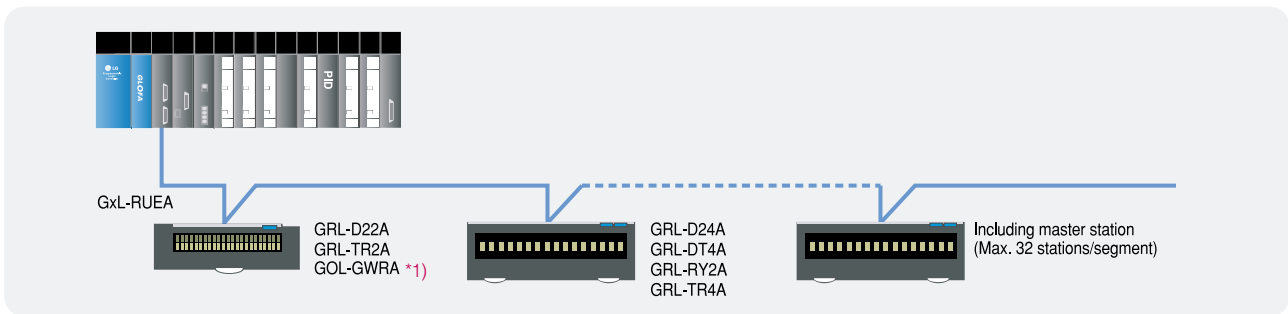 LG
GLOFA
PID
GxL-RUEA
GRL-D22A
GRL-TR2A
GOL-GWRA *1)
GRL-D24A
GRL-DT4A
GRL-RY2A
GRL-TR4A
Including master station
(Max. 32 stations/segment)